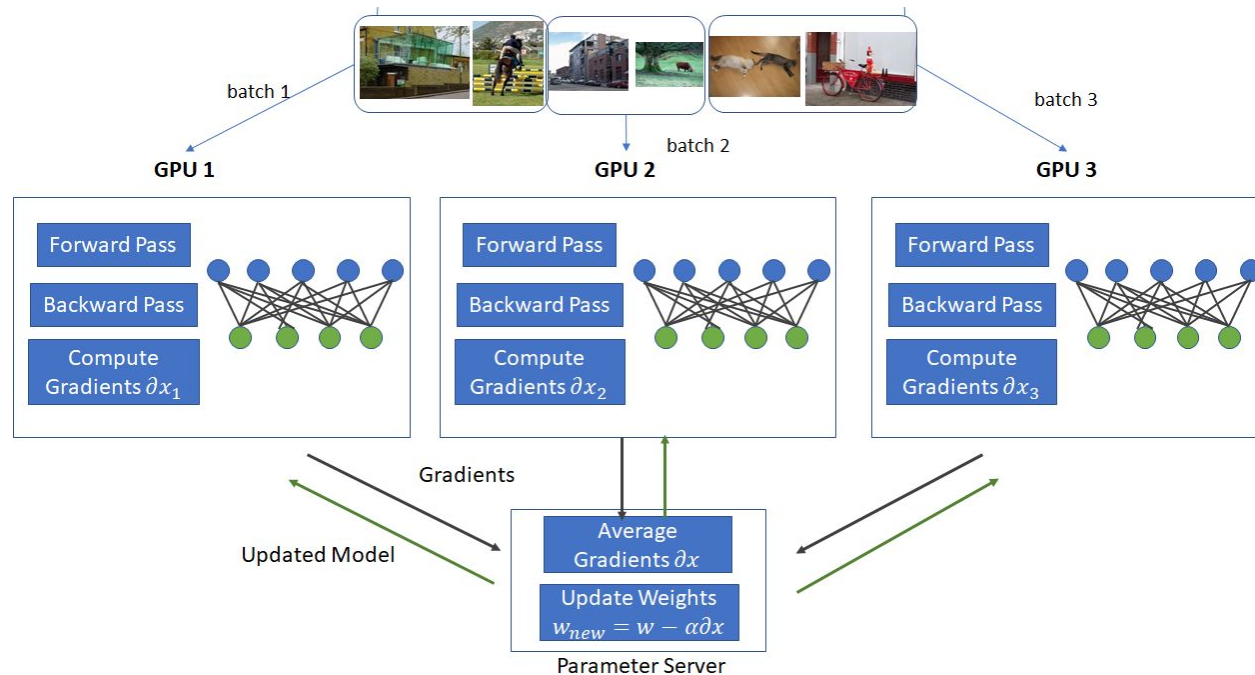 batch 1
batch 3
batch 2
GPU 1
GPU 2
GPU 3
Forward Pass
Backward Pass
Compute
Gradients ∂x₁
Forward Pass
Backward Pass
Compute
Gradients ∂x₂
Forward Pass
Backward Pass
Compute
Gradients ∂x₃
Gradients
Updated Model
Average
Gradients ∂x
Update Weights
wₙₑw = w − α∂x
Parameter Server